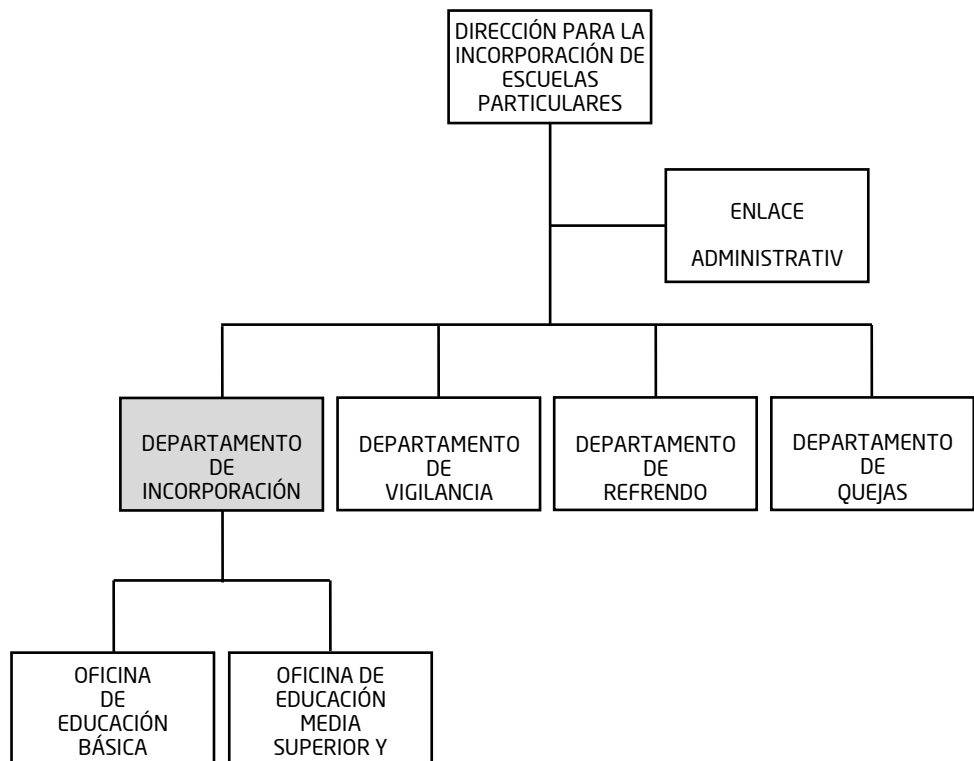 DIRECCIÓN PARA LA
INCORPORACIÓN DE
ESCUELAS
PARTICULARES
ENLACE
ADMINISTRATIV
DEPARTAMENTO
DE
INCORPORACIÓN
DEPARTAMENTO
DE
VIGILANCIA
DEPARTAMENTO
DE
REFRENDO
DEPARTAMENTO
DE
QUEJAS
OFICINA
DE
EDUCACIÓN
BÁSICA
OFICINA DE
EDUCACIÓN
MEDIA
SUPERIOR Y